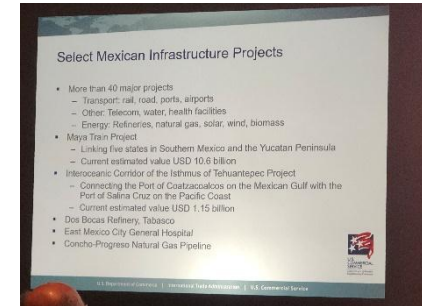 Select Mexican Infrastructure Projects
▪ More than 40 major projects
– Transport: rail, road, ports, airports
– Other: Telecom, water, health facilities
– Energy: Refineries, natural gas, solar, wind, biomass
▪ Maya Train Project
– Linking five states in Southern Mexico and the Yucatan Peninsula
– Current estimated value USD 10.6 billion
▪ Interoceanic Corridor of the Isthmus of Tehuantepec Project
– Connecting the Port of Coatzacoalcos on the Mexican Gulf with the
Port of Salina Cruz on the Pacific Coast
– Current estimated value USD 1.15 billion
▪ Dos Bocas Refinery, Tabasco
▪ East Mexico City General Hospital
▪ Concho-Progreso Natural Gas Pipeline
U.S. COMMERCIAL SERVICE
U.S. Department of Commerce | International Trade Administration | U.S. Commercial Service